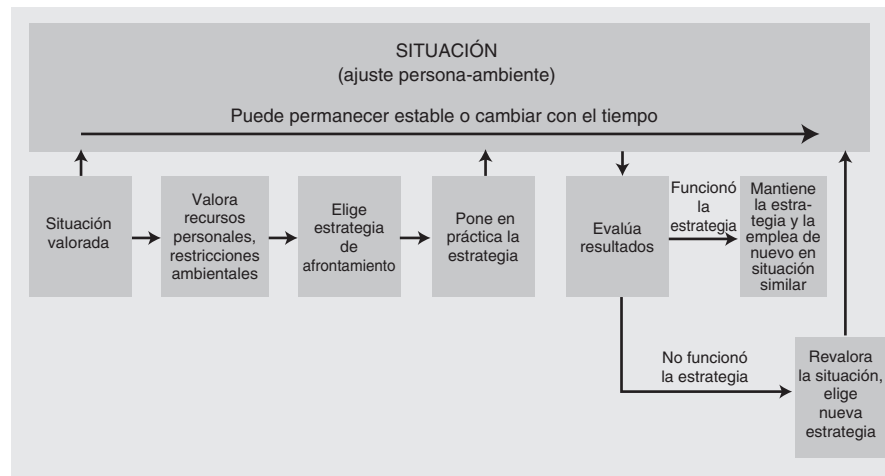 SITUACIÓN
(ajuste persona-ambiente)
Puede permanecer estable o cambiar con el tiempo
Situación
valorada
Valora
recursos
personales,
restricciones
ambientales
Elige
estrategia
de
afrontamiento
Pone en
práctica la
estrategia
Evalúa
resultados
Funcionó
la
estrategia
Mantiene
la estra-
tegia y la
emplea de
nuevo en
situación
similar
No funcionó
la estrategia
Revalora
la situación,
elige
nueva
estrategia